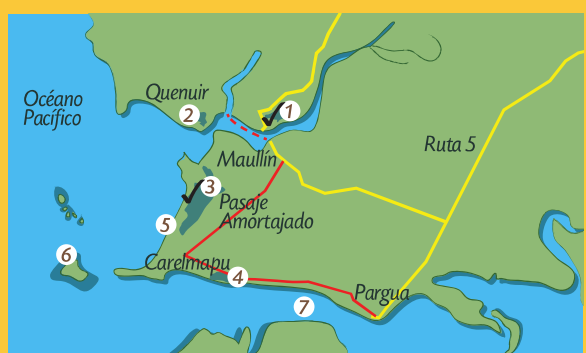 Quenuir
Océano
Pacífico
2
1
Ruta 5
Maullín
3
Pasaje
Amortajado
5
6
Carelmapu
4
Pargua
7